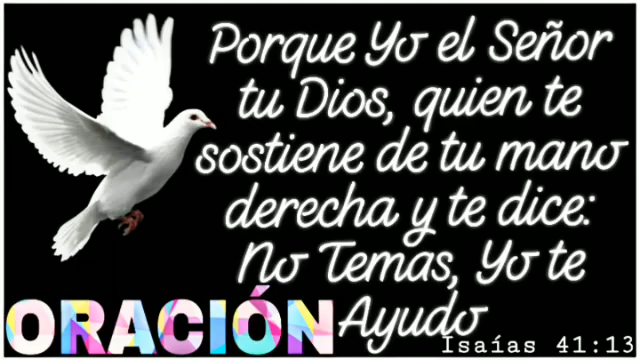 Porque Yo el Señor
tu Dios, quien te
sostiene de tu mano
derecha y te dice:
No Temas, Yo te
Ayudo
ORACIÓN
Isaías 41:13